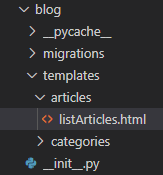 blog
__pycache__
migrations
templates
articles
<> listArticles.html
categories
__init__.py